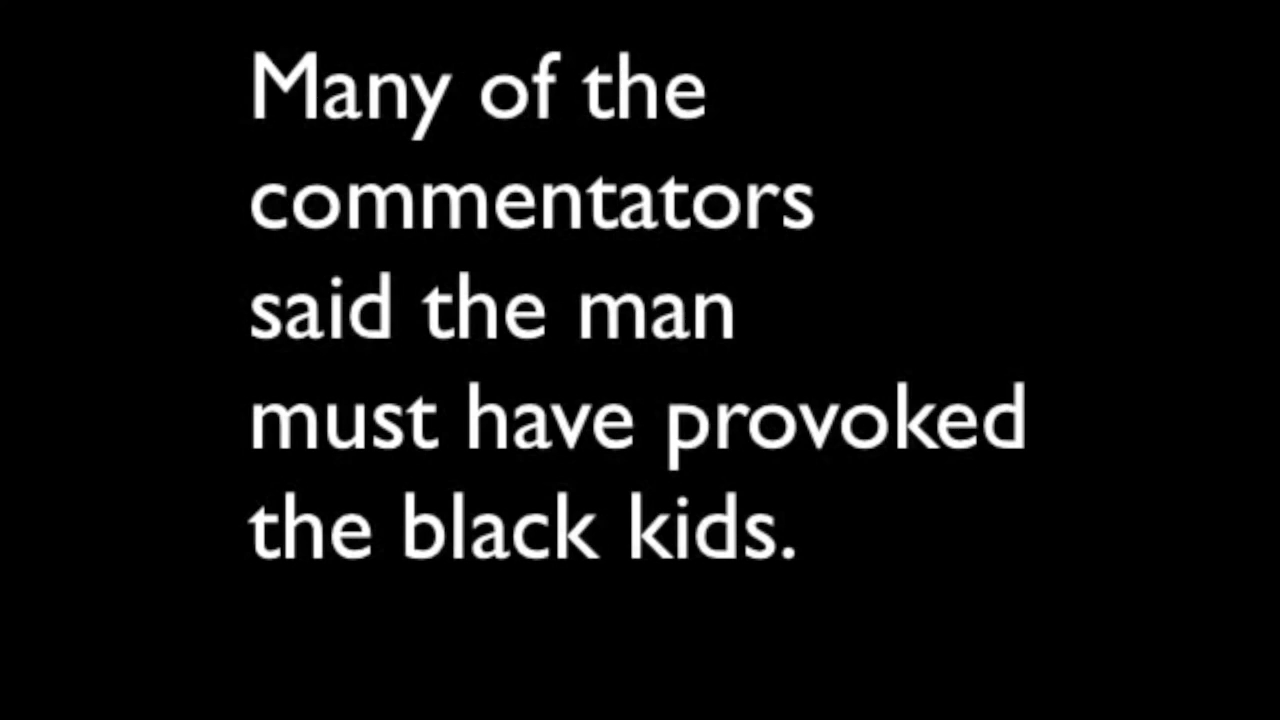 Many of the
commentators
said the man
must have provoked
the black kids.